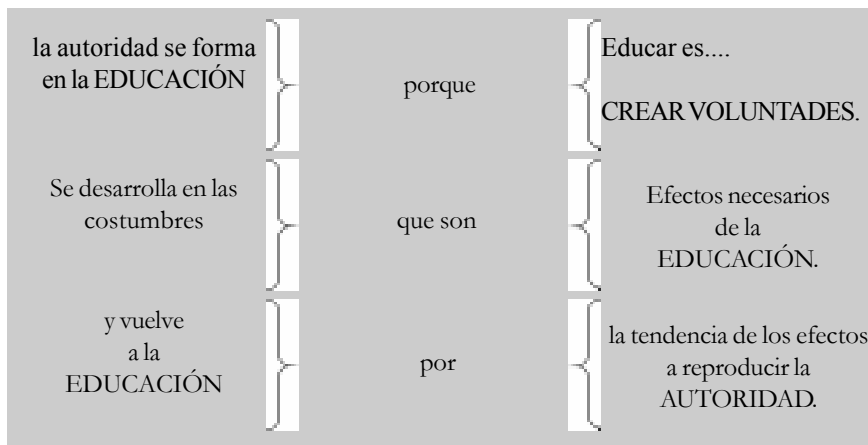 la autoridad se forma
en la EDUCACIÓN
porque
Educar es....
CREAR VOLUNTADES.
Se desarrolla en las
costumbres
que son
Efectos necesarios
de la
EDUCACIÓN.
y vuelve
a la
EDUCACIÓN
por
la tendencia de los efectos
a reproducir la
AUTORIDAD.